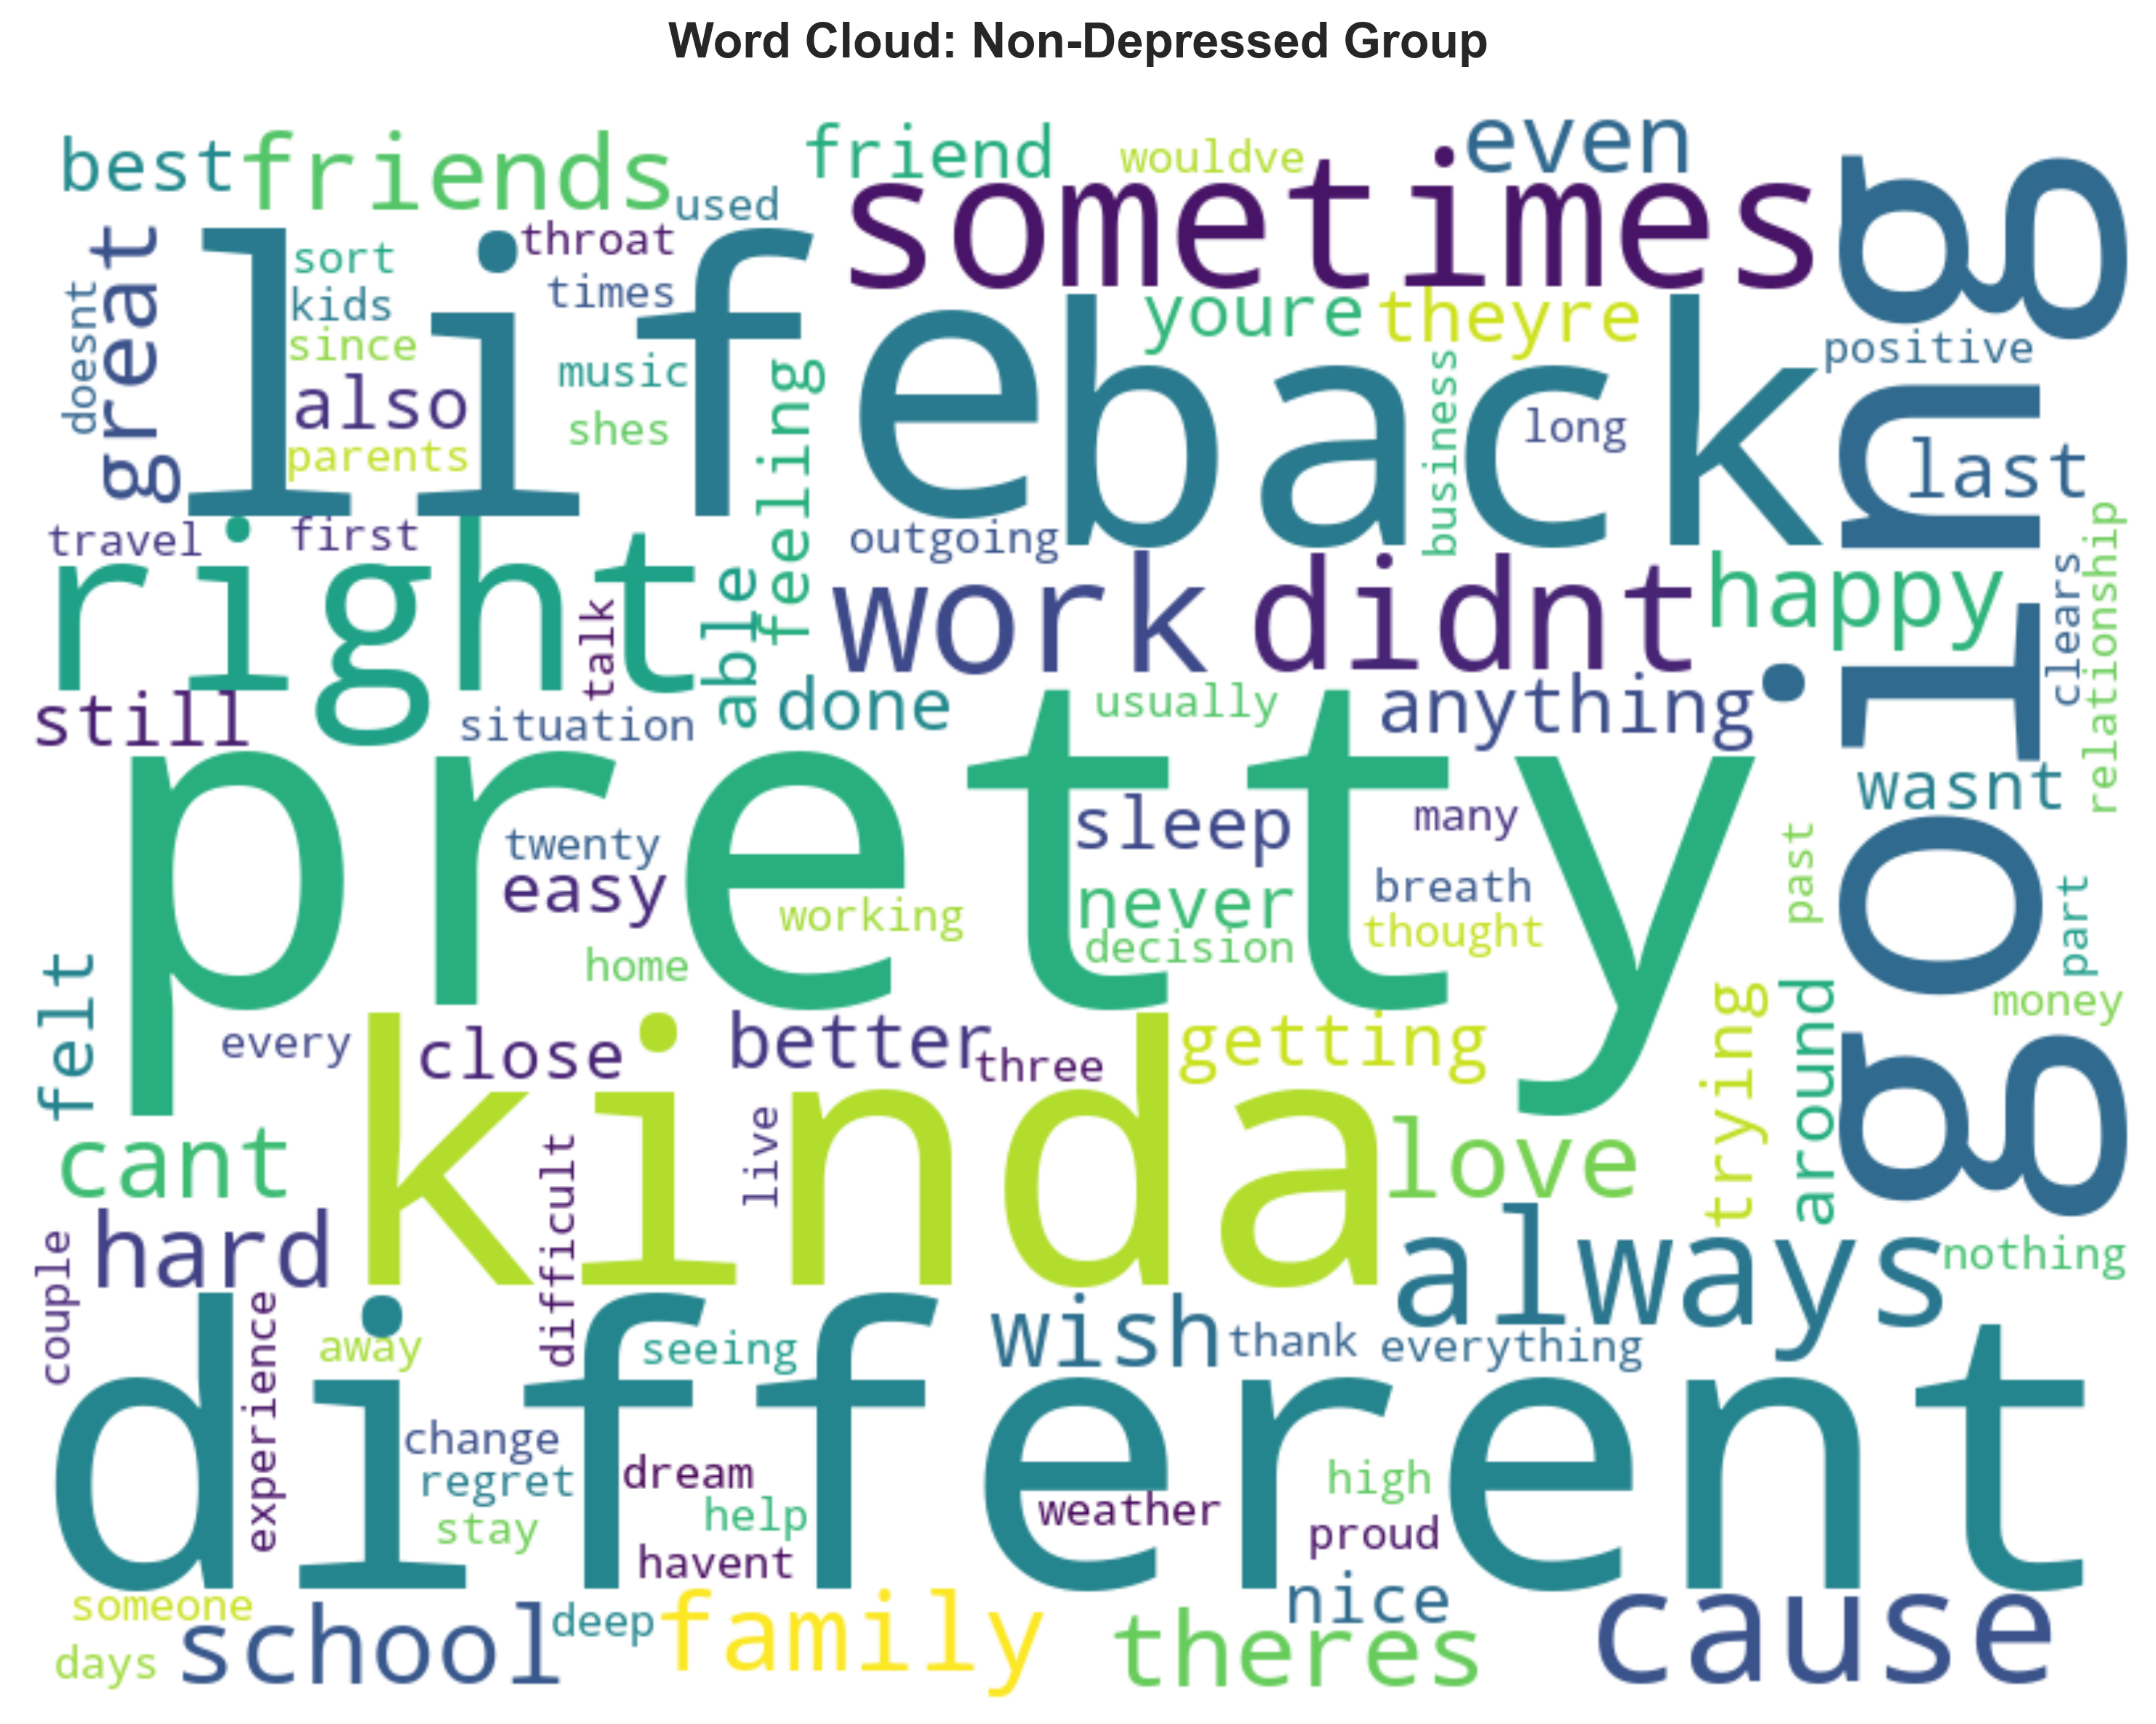 Word Cloud: Non-Depressed Group
best
friends
friend
wouldve
even
used
sometimes
great
doesnt
life
throat
sort
times
kids
since
music
also
shes
parents
feeling
youre
theyre
back
business
long
positive
going
last
travel
first
outgoing
right
talk
able
work
didnt
happy
clears
relationship
still
situation
done
usually
anything
wasnt
pretty
twenty
easy
working
home
sleep
never
decision
many
breath
thought
past
part
money
felt
every
close
better
three
getting
trying
around
kinda
live
difficult
love
cant
hard
couple
always
nothing
experience
away
seeing
wish
thank
everything
different
change
regret
stay
dream
help
havent
weather
high
proud
someone
days
school
deep
family
nice
theres
cause